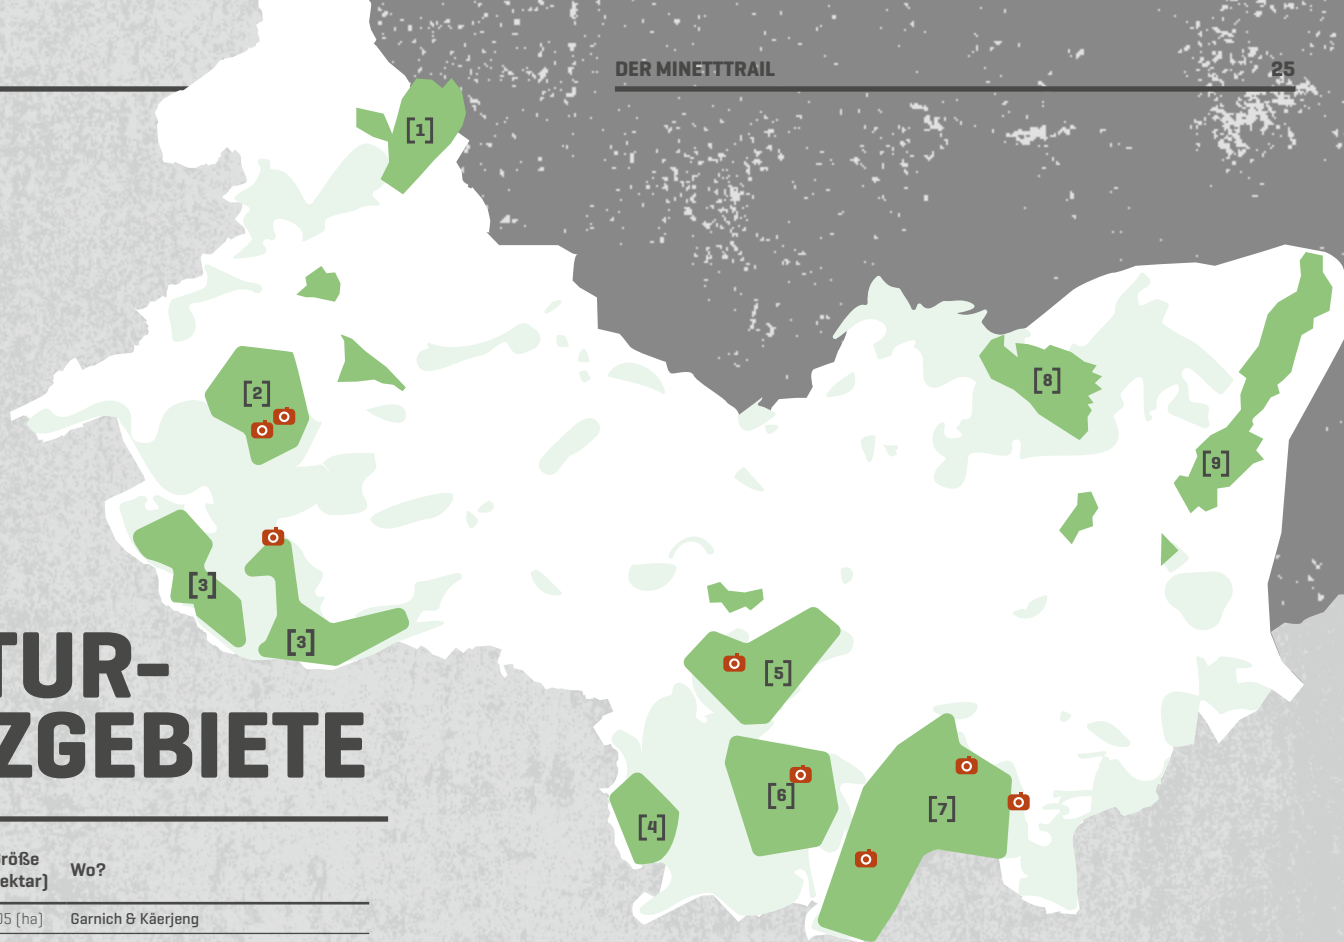 DER MINETTTRAIL 25
[1]
[2]
[8]
[9]
[3]
[3]
[5]
[6]
[7]
[4]
TUR-
ZGEBIETE
röße
ektar) Wo?
05 (ha) Garnich & Käerjeng